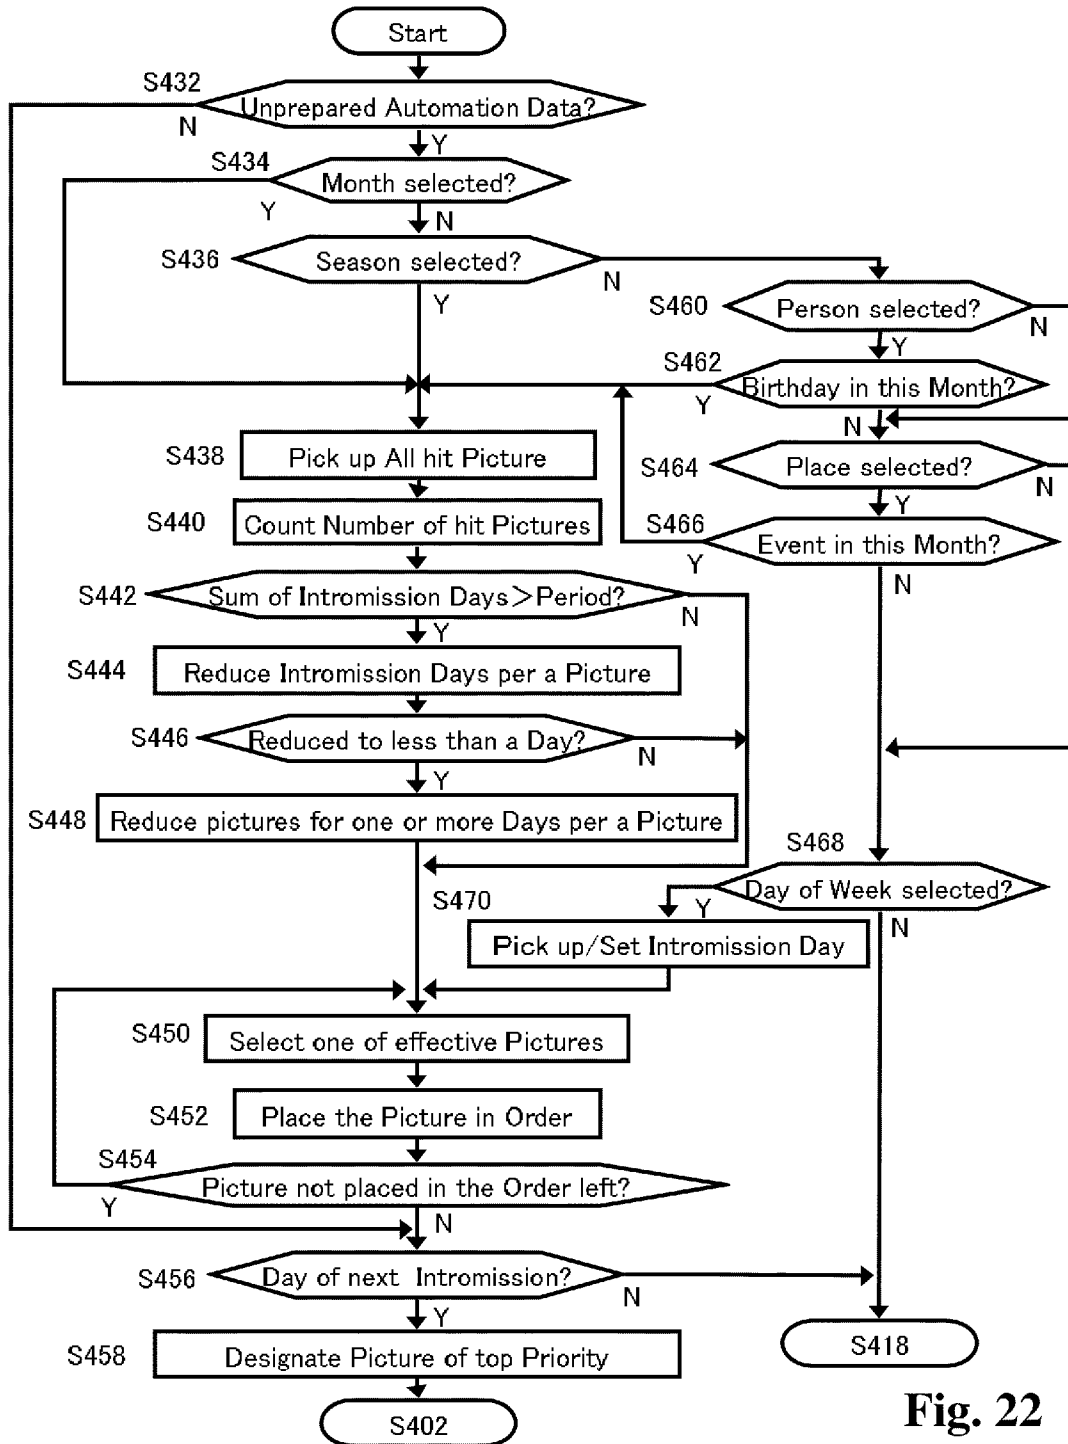 Start
S432
Unprepared Automation Data?
N
Y
S434
Month selected?
Y
N
S436
Season selected?
N
Y
S460
Person selected?
N
Y
S462
Birthday in this Month?
Y
N
S438
Pick up All hit Picture
S464
Place selected?
N
Y
S440
Count Number of hit Pictures
S466
Event in this Month?
Y
N
S442
Sum of Intromission Days>Period?
N
Y
S444
Reduce Intromission Days per a Picture
S446
Reduced to less than a Day?
N
Y
S448
Reduce pictures for one or more Days per a Picture
S468
Day of Week selected?
Y
N
S470
Pick up/Set Intromission Day
S450
Select one of effective Pictures
S452
Place the Picture in Order
S454
Picture not placed in the Order left?
Y
N
S456
Day of next Intromission?
N
Y
S418
S458
Designate Picture of top Priority
S402
Fig. 22